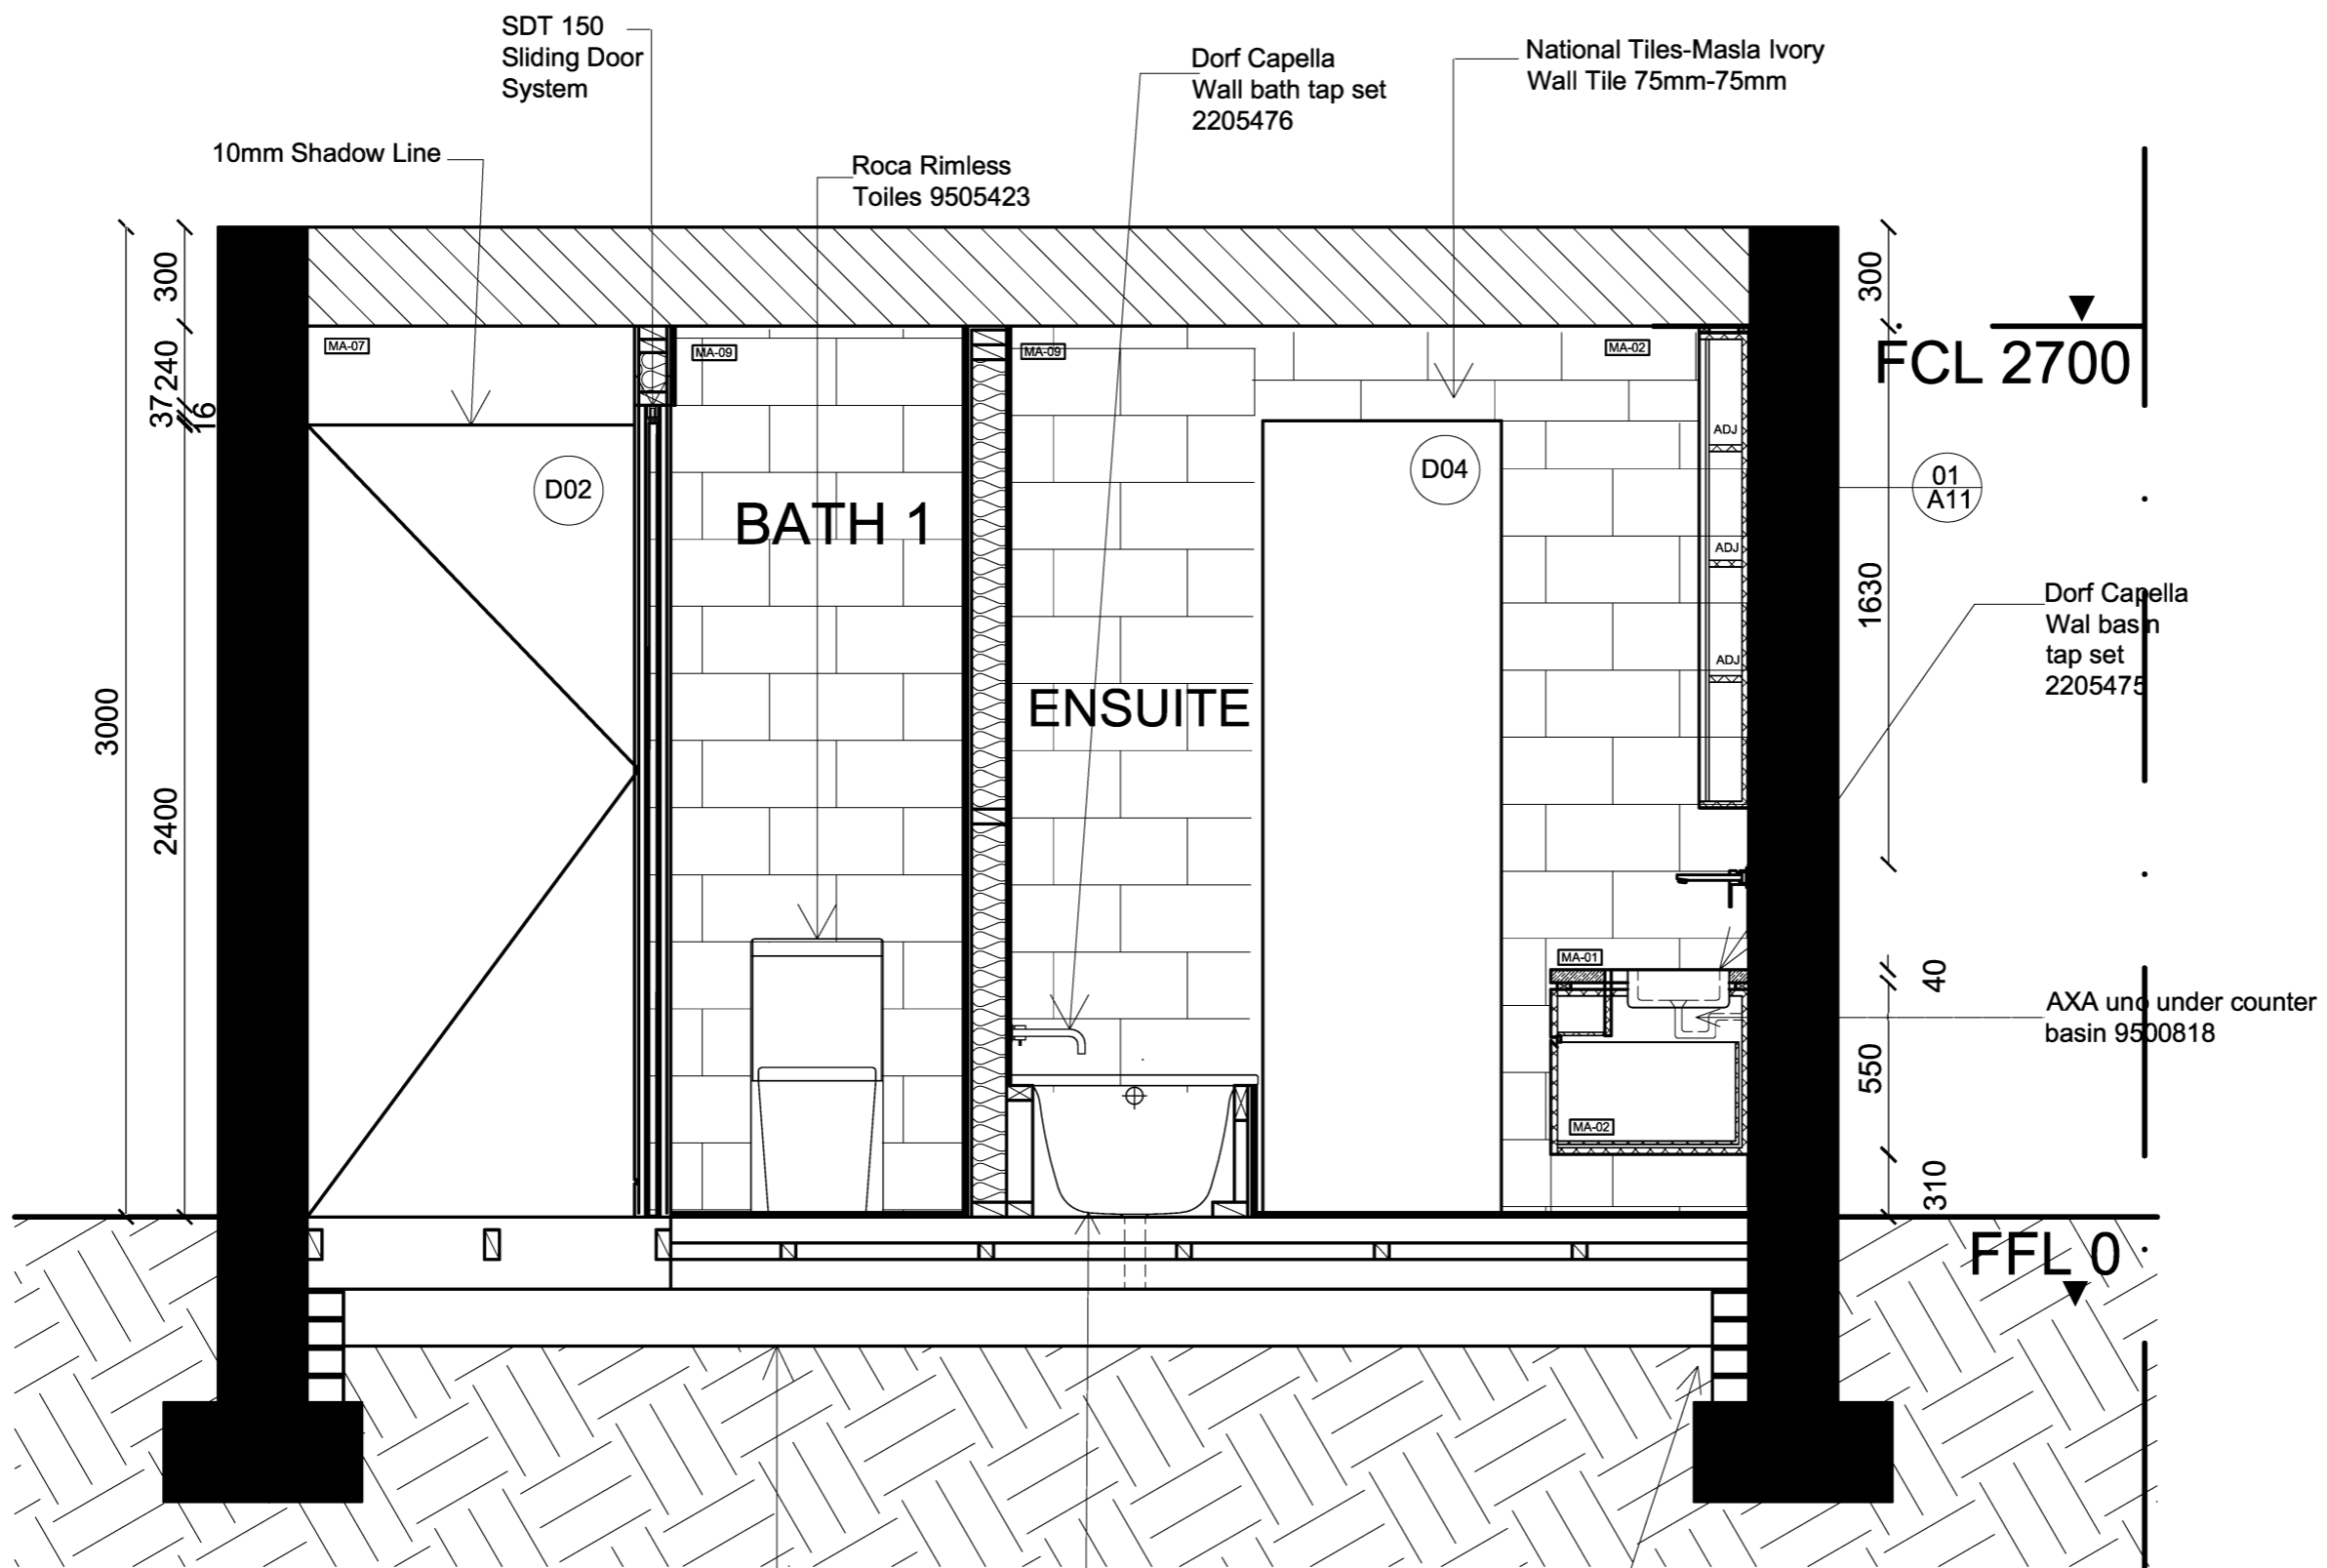 SDT 150
Sliding Door
System
Dorf Capella
Wall bath tap set
2205476
National Tiles-Masla Ivory
Wall Tile 75mm-75mm
10mm Shadow Line
Roca Rimless
Toiles 9505423
300
240
37
16
3000
2400
MA-07
MA-09
MA-09
MA-02
D02
BATH 1
ENSUITE
D04
ADJ
ADJ
ADJ
MA-01
MA-02
300
FCL 2700
01
A11
1630
Dorf Capella
Wal basin
tap set
2205475
40
AXA uno under counter
basin 9500818
550
310
FFL 0